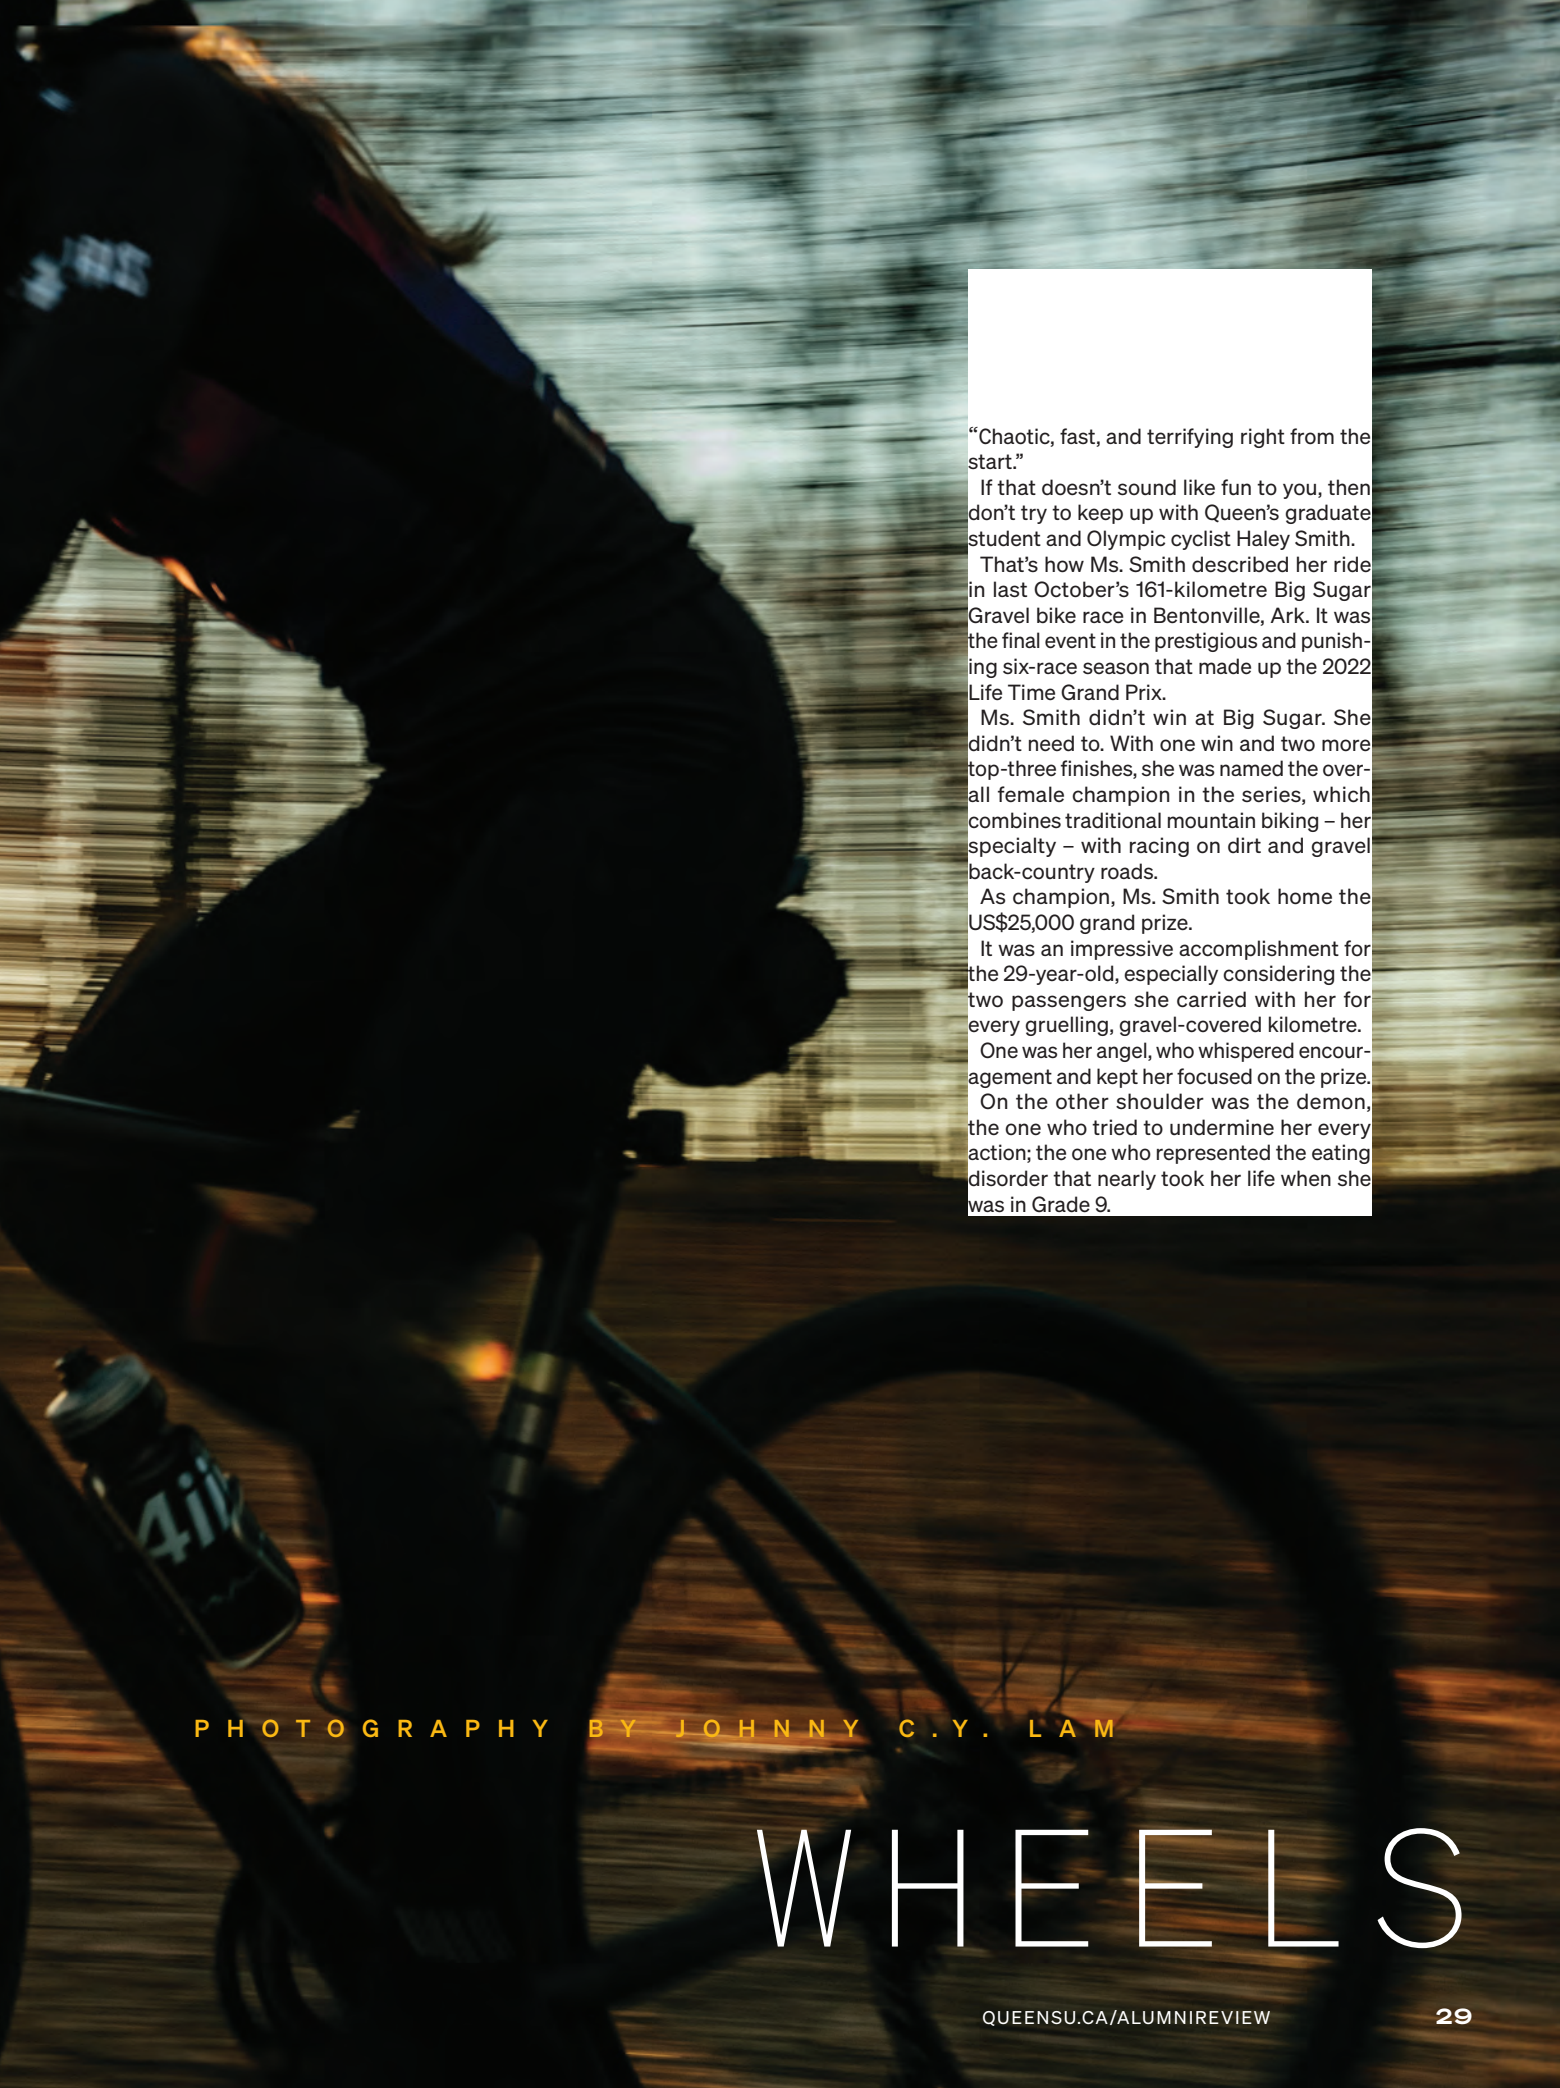 “Chaotic, fast, and terrifying right from the
start.”
If that doesn’t sound like fun to you, then
don’t try to keep up with Queen’s graduate
student and Olympic cyclist Haley Smith.
That’s how Ms. Smith described her ride
in last October’s 161-kilometre Big Sugar
Gravel bike race in Bentonville, Ark. It was
the final event in the prestigious and punish-
ing six-race season that made up the 2022
Life Time Grand Prix.
Ms. Smith didn’t win at Big Sugar. She
didn’t need to. With one win and two more
top-three finishes, she was named the over-
all female champion in the series, which
combines traditional mountain biking – her
specialty – with racing on dirt and gravel
back-country roads.
As champion, Ms. Smith took home the
US$25,000 grand prize.
It was an impressive accomplishment for
the 29-year-old, especially considering the
two passengers she carried with her for
every gruelling, gravel-covered kilometre.
One was her angel, who whispered encour-
agement and kept her focused on the prize.
On the other shoulder was the demon,
the one who tried to undermine her every
action; the one who represented the eating
disorder that nearly took her life when she
was in Grade 9.
4ii
PHOTOGRAPHY BY JOHNNY C.Y. LAM
WHEELS
QUEENSU.CA/ALUMNIREVIEW 29